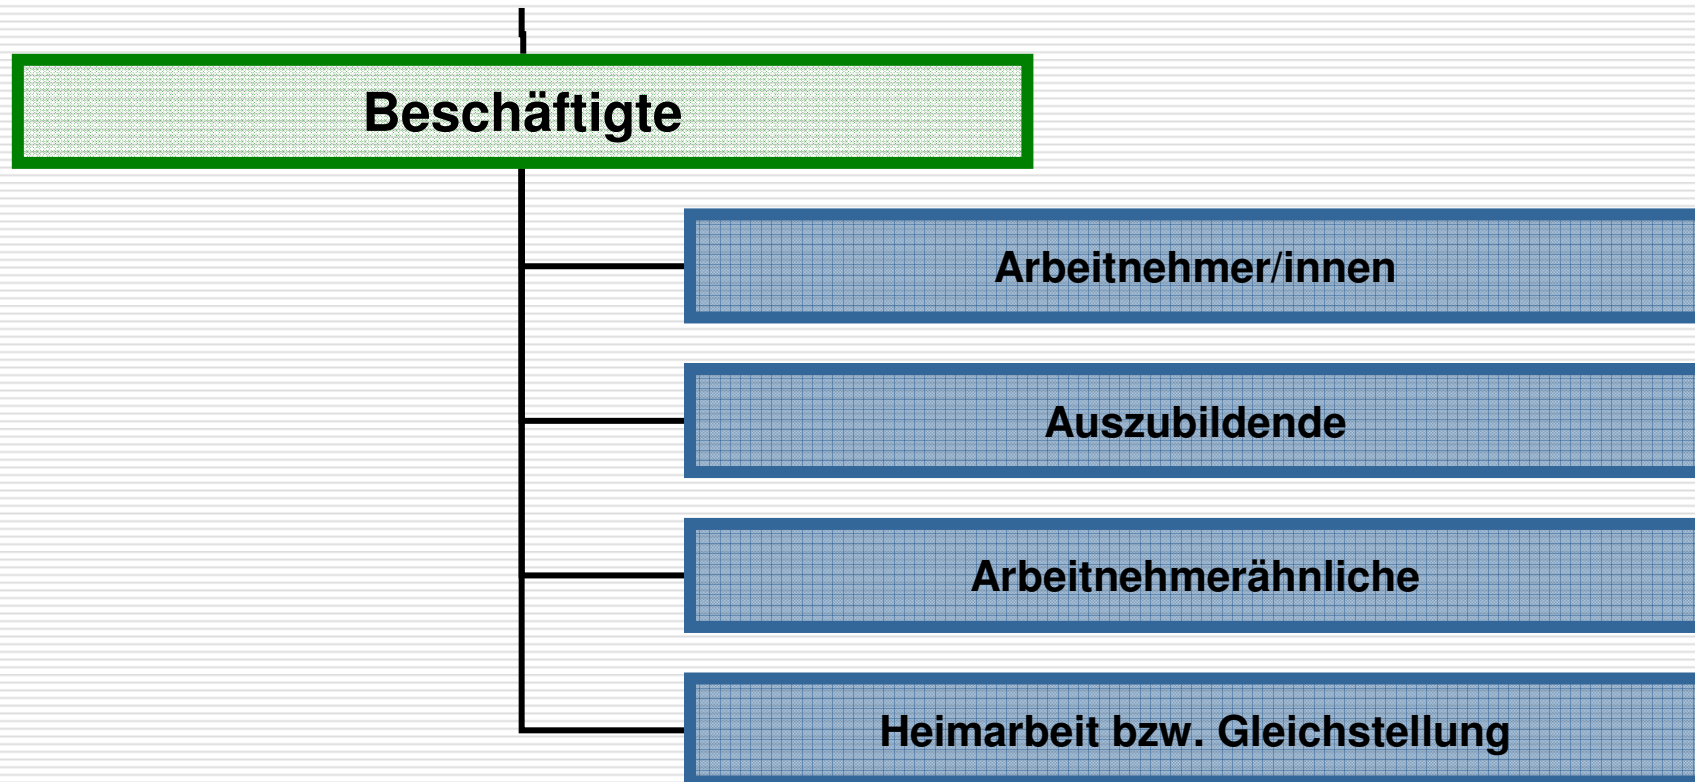 Beschäftigte
Arbeitnehmer/innen
Auszubildende
Arbeitnehmerähnliche
Heimarbeit bzw. Gleichstellung